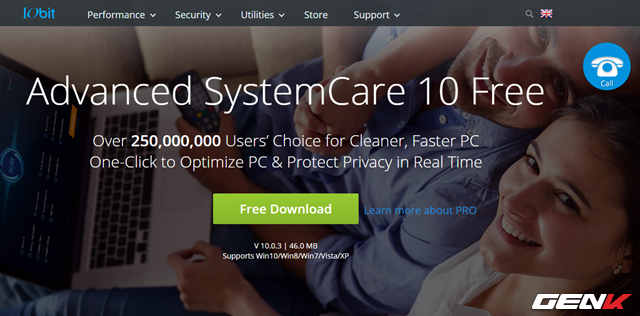 IObit
Performance Security Utilities Store Support
Call
Advanced SystemCare 10 Free
Over 250,000,000 Users' Choice for Cleaner, Faster PC
One-Click to Optimize PC & Protect Privacy in Real Time
Free Download Learn more about PRO
V 10.0.3 | 46.0 MB
Supports Win10/Win8/Win7/Vista/XP
GENK